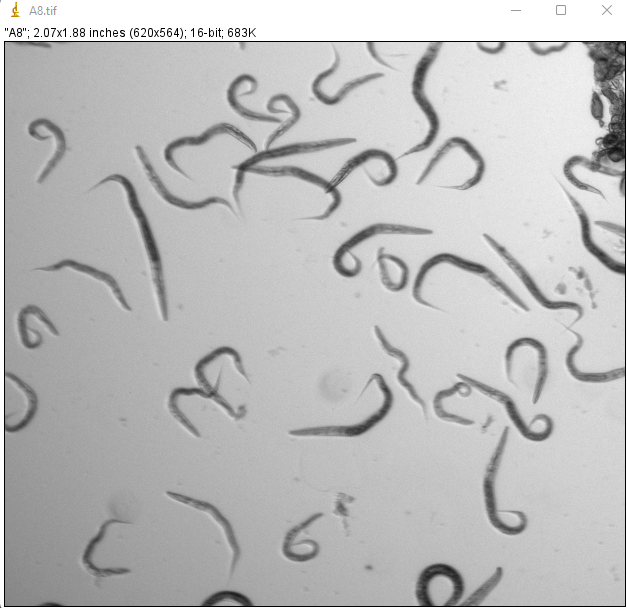 A8.tif
"A8"; 2.07x1.88 inches (620x564); 16-bit; 683K